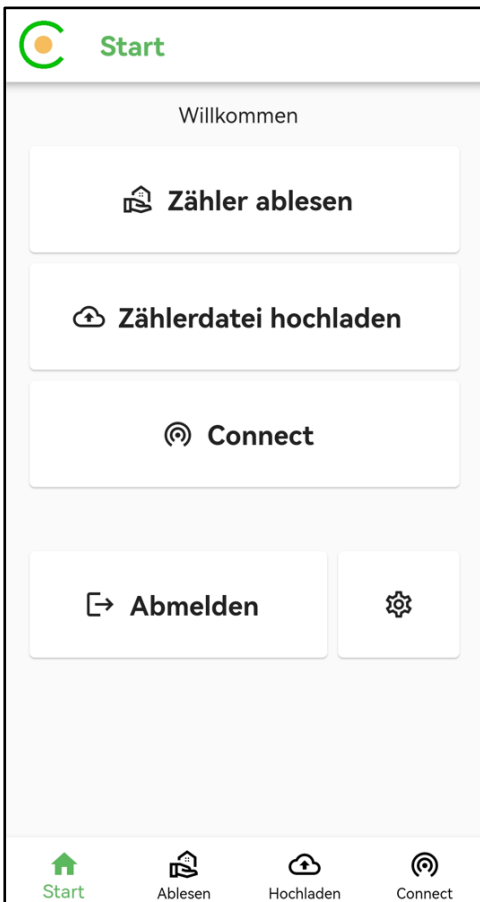 Start
Willkommen
Zähler ablesen
Zählerdatei hochladen
Connect
Abmelden
Start Ablesen Hochladen Connect